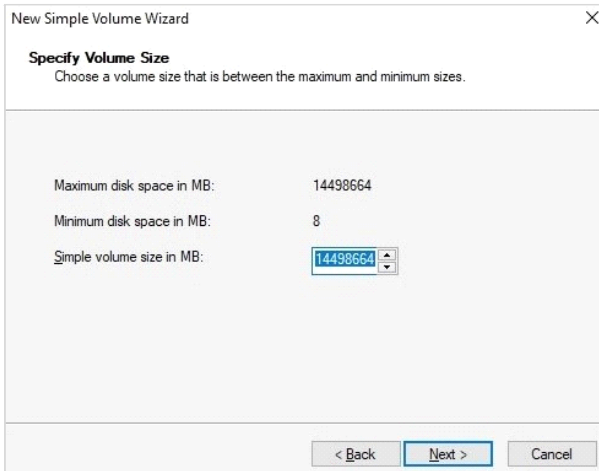 New Simple Volume Wizard
Specify Volume Size
Choose a volume size that is between the maximum and minimum sizes.
Maximum disk space in MB: 14498664
Minimum disk space in MB: 8
Simple volume size in MB: 14498664
< Back Next > Cancel